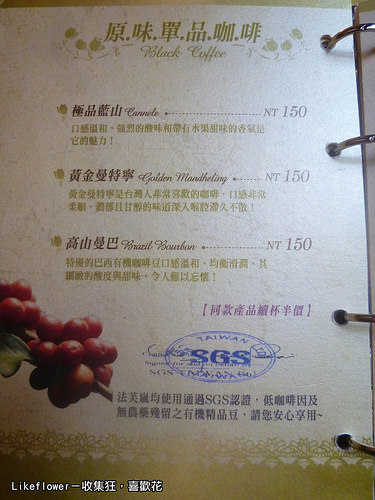 原.味.單.品.咖.啡
Black Coffee
極品藍山 Cunnele NT 150
口感溫和，強烈的酸味和帶有水果甜味的香氣是
它的魅力！
黃金曼特寧 Golden Mandheling NT 150
黃金曼特寧是台灣人非常喜歡的咖啡，口感非常
柔順、濃郁且甘醇的味道深入喉腔滯久不散！
高山曼巴 Brazil Bourbon NT 150
特優的巴西有機咖啡豆口感溫和、均衡滑潤，其
細緻的酸度與甜味，令人難以忘懷！
【同款產品續杯半價】
TAIWAN
SGS
法芙嵐均使用通過SGS認證，低咖啡因及
無農藥殘留之有機精品豆，請您安心享用~
Likeflower－收集狂，喜歡花